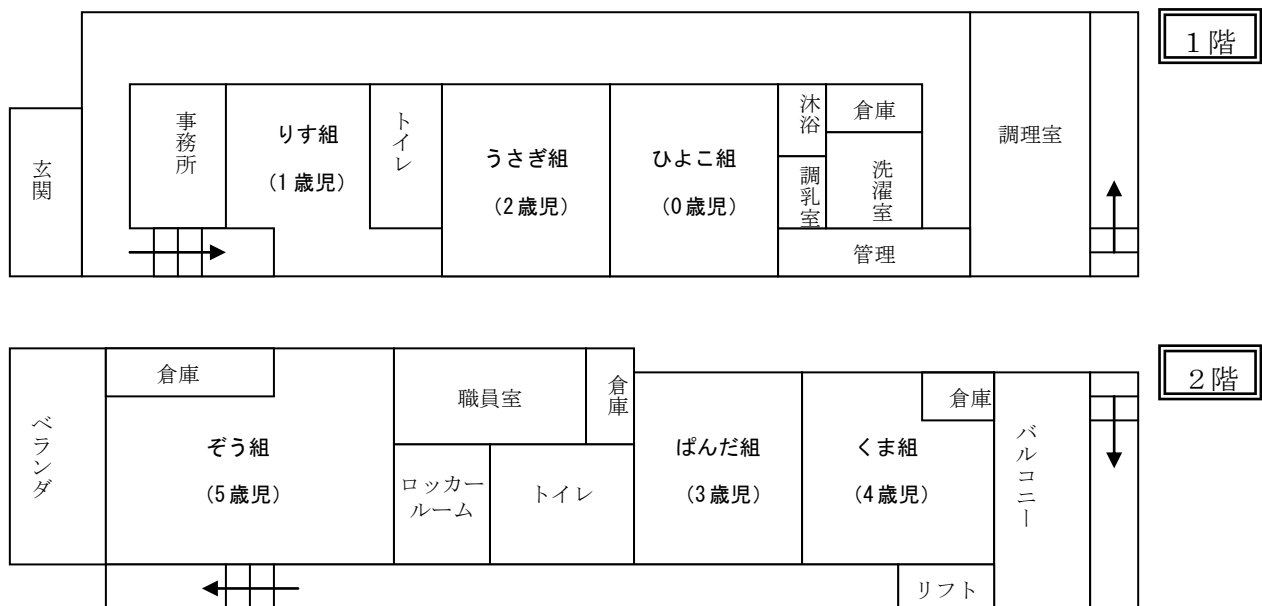 1階
玄関
事務所
りす組
(1歳児)
トイレ
うさぎ組
(2歳児)
ひよこ組
(0歳児)
沐浴
調乳室
倉庫
洗濯室
管理
調理室
2階
ベランダ
倉庫
ぞう組
(5歳児)
職員室
倉庫
ロッカー
ルーム
トイレ
ぱんだ組
(3歳児)
くま組
(4歳児)
倉庫
バルコニー
リフト